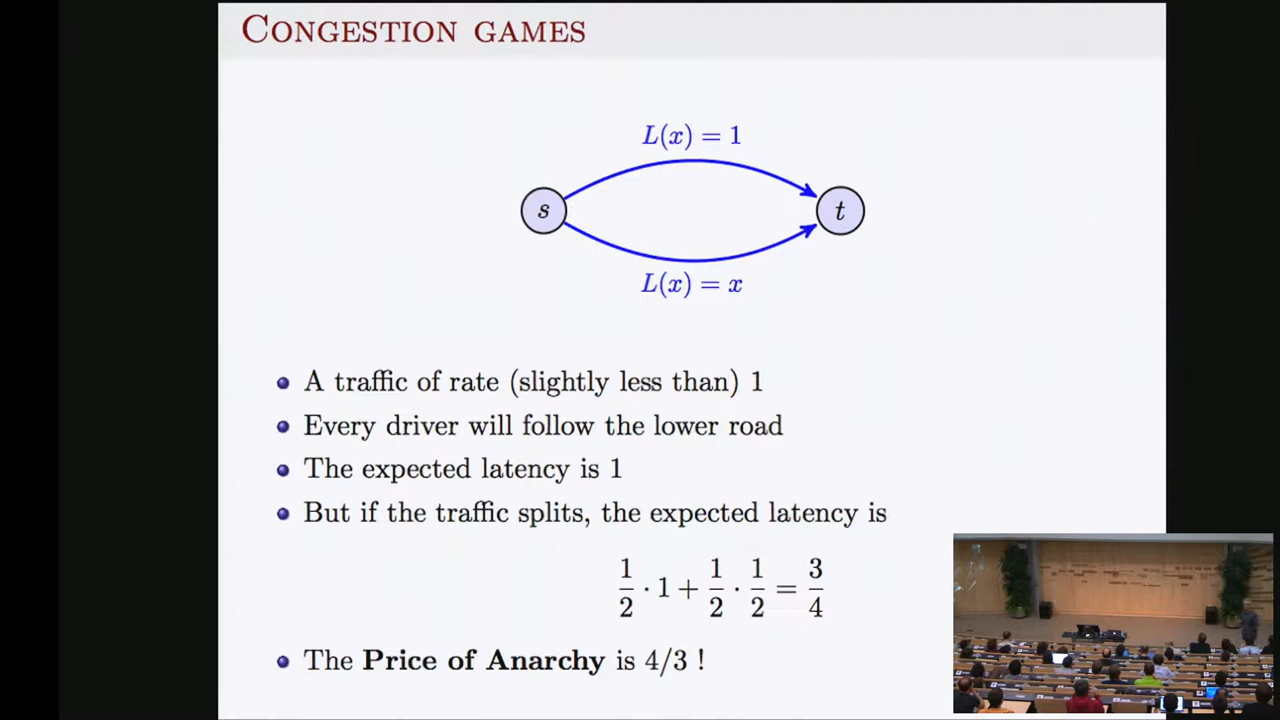 CONGESTION GAMES
L(x) = 1
s
t
L(x) = x
A traffic of rate (slightly less than) 1
Every driver will follow the lower road
The expected latency is 1
But if the traffic splits, the expected latency is
1/2 · 1 + 1/2 · 1/2 = 3/4
The Price of Anarchy is 4/3 !